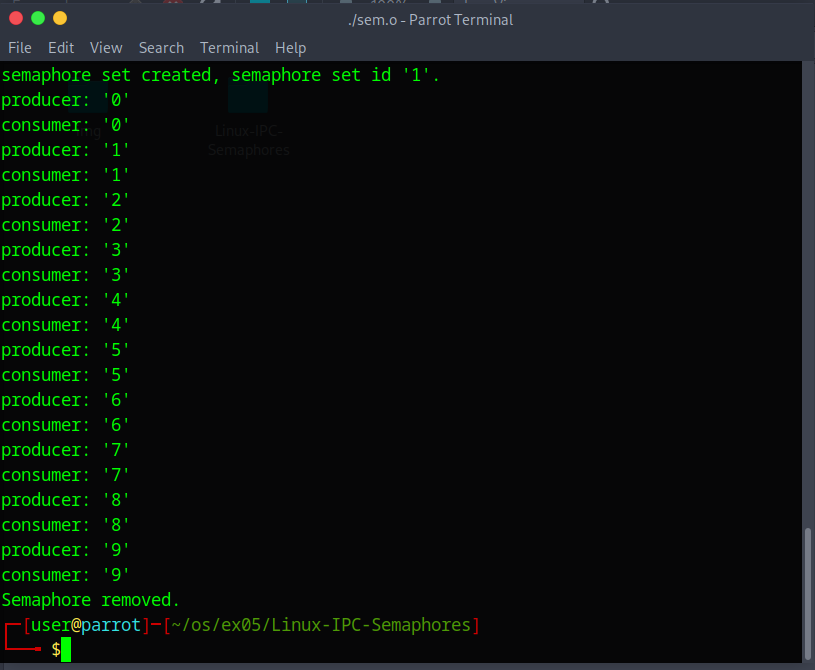 ./sem.o - Parrot Terminal
File Edit View Search Terminal Help
semaphore set created, semaphore set id '1'.
producer: '0'
consumer: '0'
producer: '1'
consumer: '1'
producer: '2'
consumer: '2'
producer: '3'
consumer: '3'
producer: '4'
consumer: '4'
producer: '5'
consumer: '5'
producer: '6'
consumer: '6'
producer: '7'
consumer: '7'
producer: '8'
consumer: '8'
producer: '9'
consumer: '9'
Semaphore removed.
[user@parrot]─[~/os/ex05/Linux-IPC-Semaphores]
$
Linux-IPC-
Semaphores